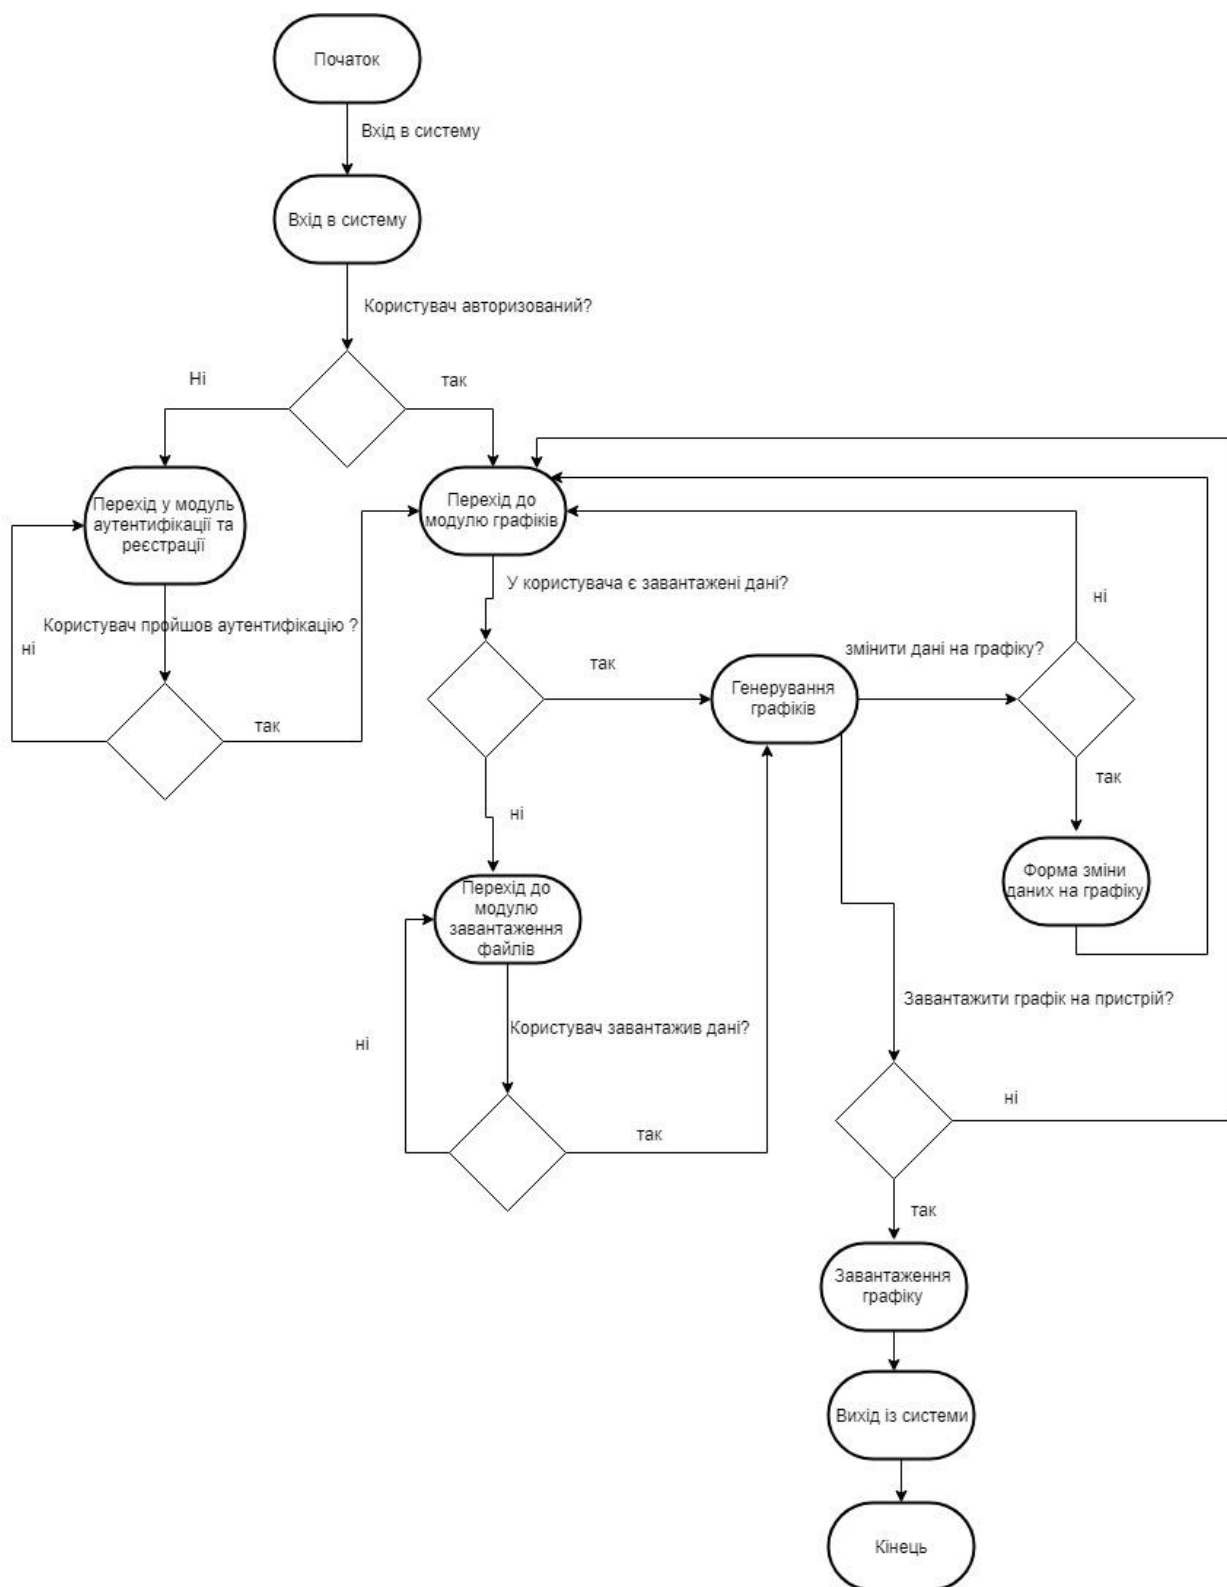 Початок
Вхід в систему
Вхід в систему
Користувач авторизований?
Ні
так
Перехід у модуль
аутентифікації та
реєстрації
Перехід до
модулю графіків
У користувача є завантажені дані?
Користувач пройшов аутентифікацію ?
ні
так
так
Генерування
графіків
змінити дані на графіку?
ні
так
ні
Форма зміни
даних на графіку
Перехід до
модулю
завантаження
файлів
Завантажити графік на пристрій?
Користувач завантажив дані?
ні
так
ні
так
Завантаження
графіку
Вихід із системи
Кінець